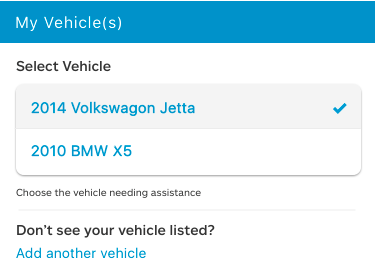 My Vehicle(s)
Select Vehicle
2014 Volkswagon Jetta
2010 BMW X5
Choose the vehicle needing assistance
Don't see your vehicle listed?
Add another vehicle